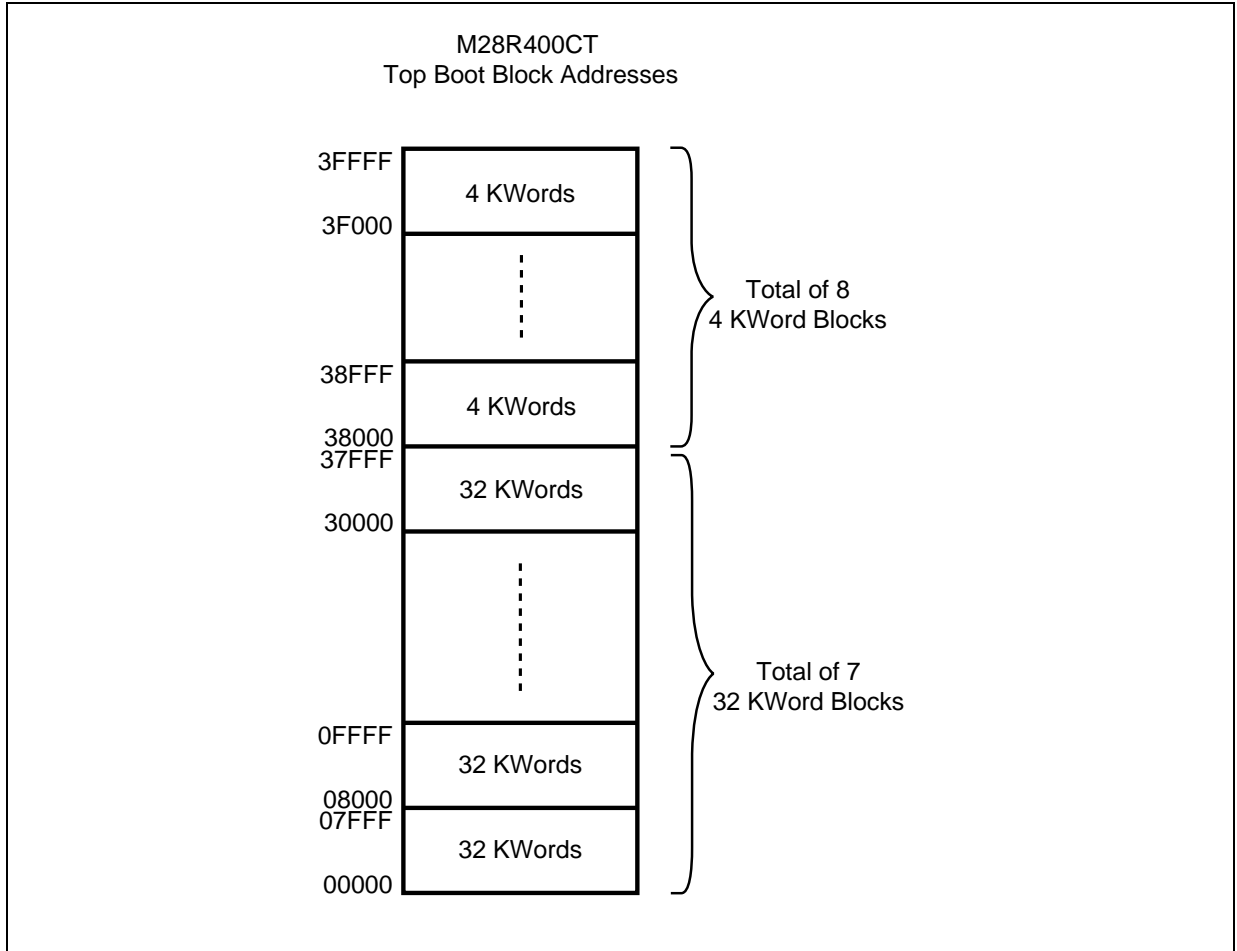 M28R400CT
Top Boot Block Addresses
3FFFF
4 KWords
3F000
Total of 8
4 KWord Blocks
38FFF
4 KWords
38000
37FFF
32 KWords
30000
Total of 7
32 KWord Blocks
0FFFF
32 KWords
08000
07FFF
32 KWords
00000